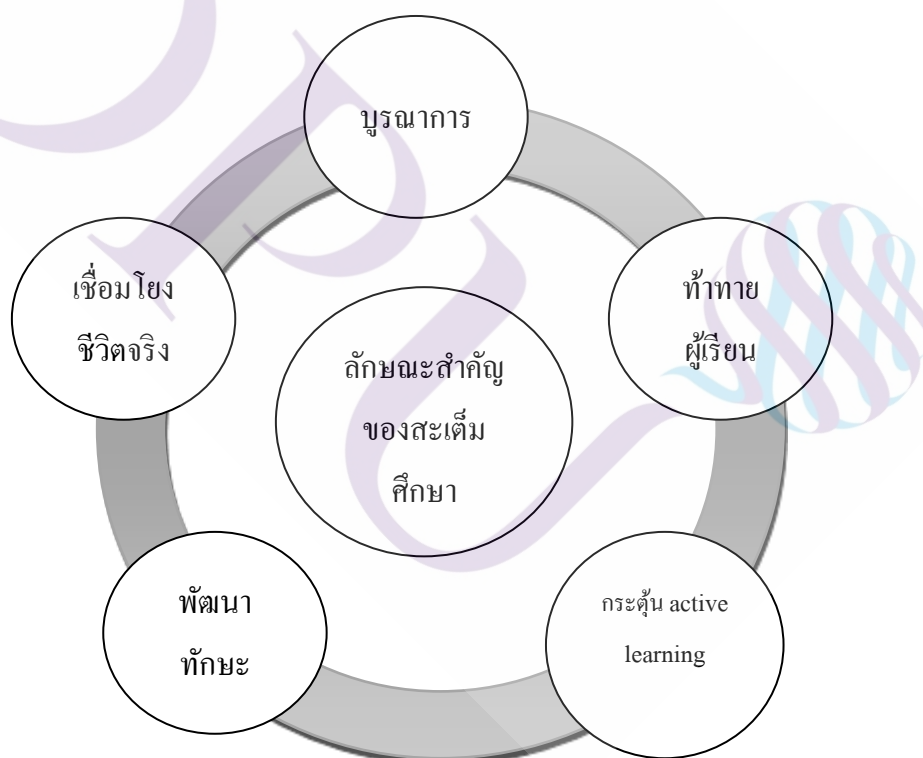 บูรณาการ
ท้าทาย
ผู้เรียน
กระตุ้น active
learning
พัฒนา
ทักษะ
เชื่อมโยง
ชีวิตจริง
ลักษณะสำคัญ
ของสะเต็ม
ศึกษา